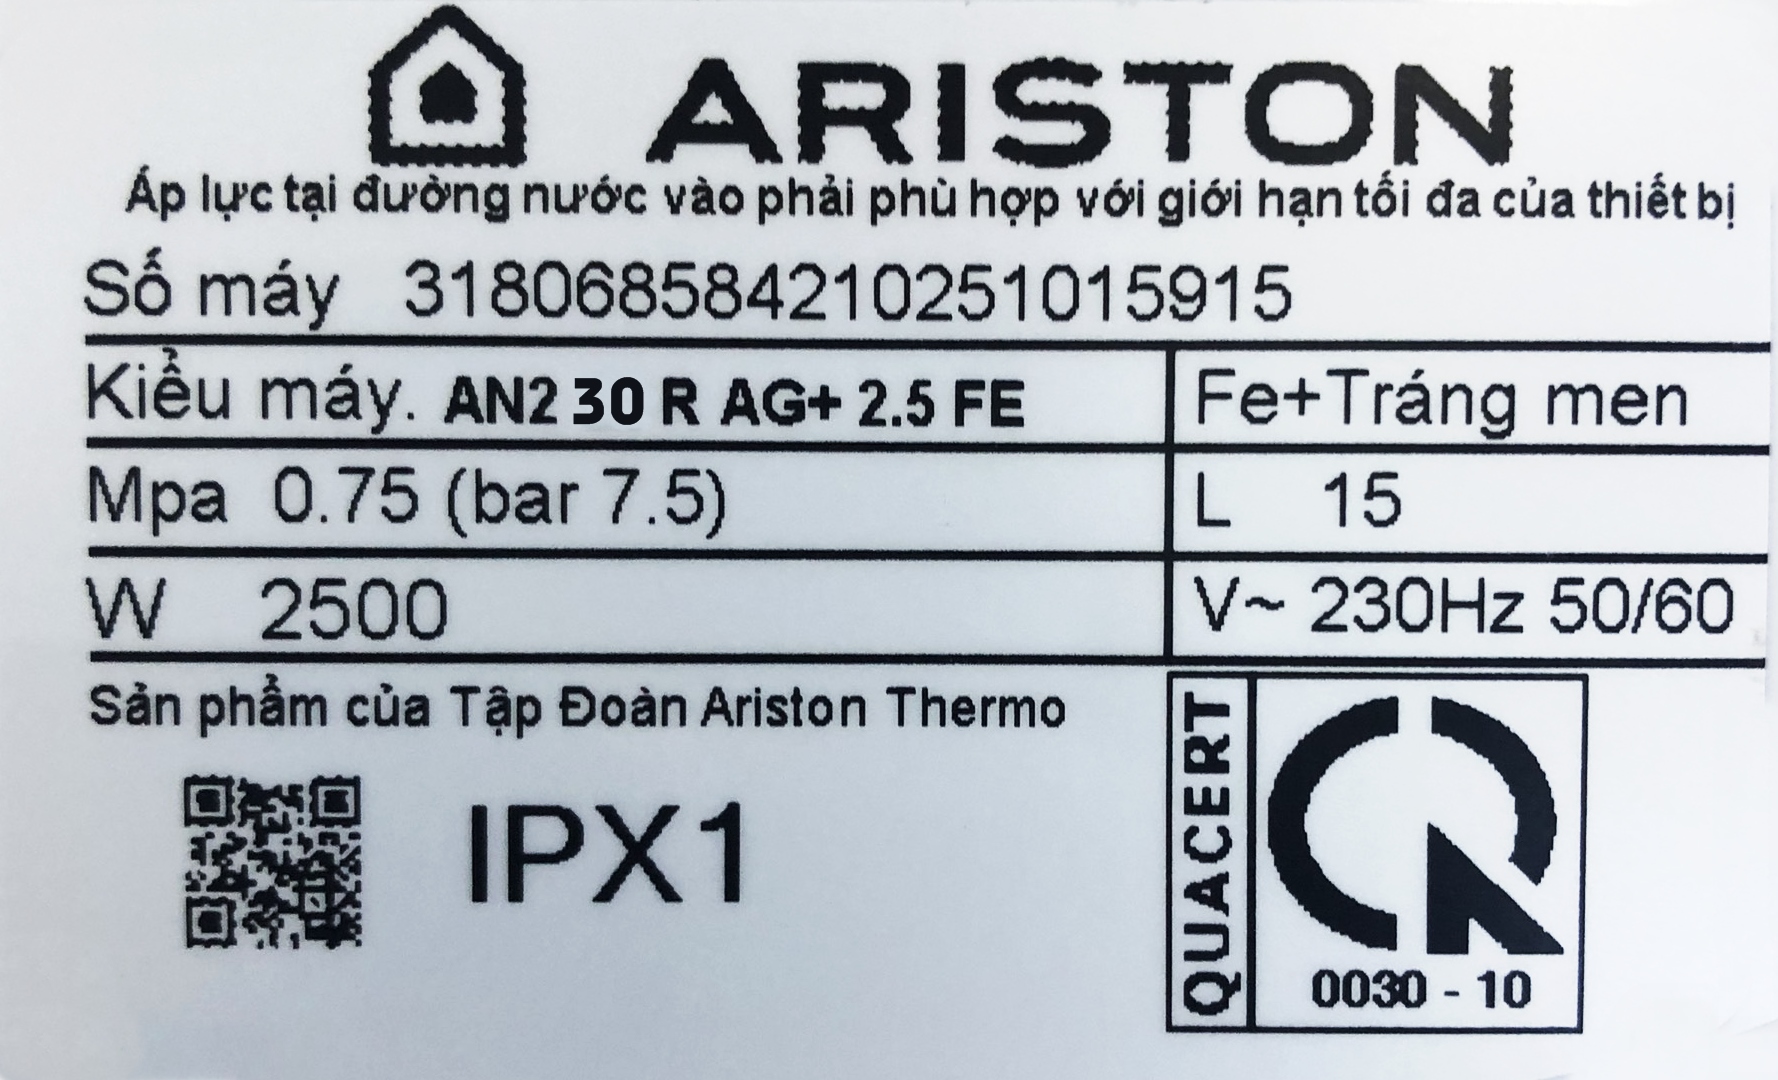 ARISTON
Áp lực tại đường nước vào phải phù hợp với giới hạn tối đa của thiết bị
Số máy 318068584210251015915
Kiểu máy. AN2 30 R AG+ 2.5 FE Fe+Tráng men
Mpa 0.75 (bar 7.5) L 15
W 2500 V~ 230Hz 50/60
Sản phẩm của Tập Đoàn Ariston Thermo
IPX1
QUACERT
0030 - 10